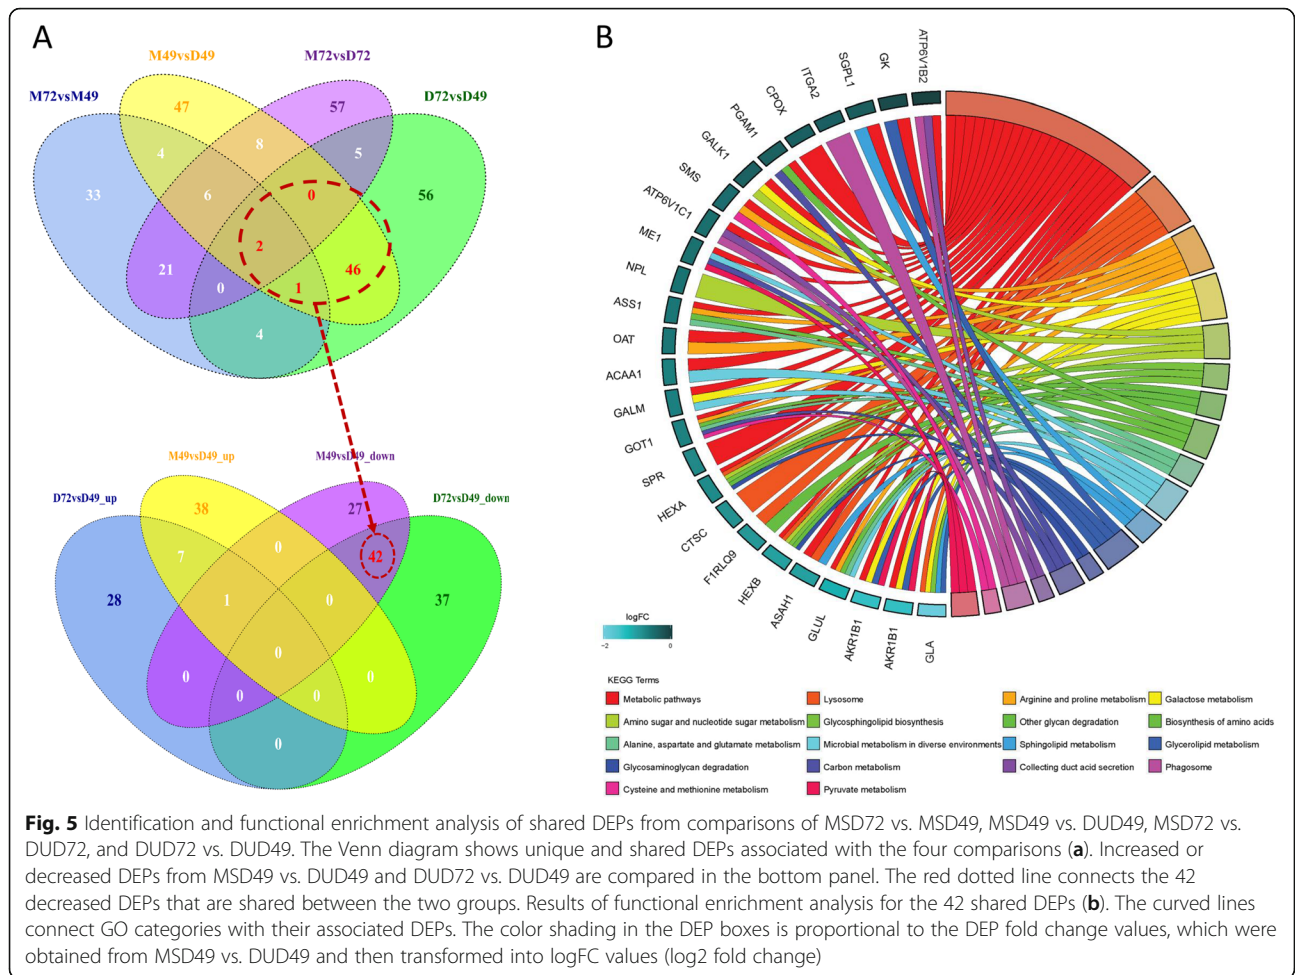 A
M49vsD49
M72vsD72
M72vsM49
D72vsD49
47
57
4
8
5
33
6
0
56
2
21
46
0
1
4
M49vsD49_up
M49vsD49_down
D72vsD49_up
D72vsD49_down
38
27
0
7
42
28
1
0
37
0
0
0
0
0
0
B
ATP6V1B2
GK
SGPL1
ITGA2
CPOX
PGAM1
GALK1
SMS
ATP6V1C1
ME1
NPL
ASS1
OAT
ACAA1
GALM
GOT1
SPR
HEXA
CTSC
F1RLQ9
HEXB
ASAH1
GLUL
AKR1B1
AKR1B1
GLA
logFC
-2 0
KEGG Terms
Metabolic pathways Lysosome Arginine and proline metabolism Galactose metabolism
Amino sugar and nucleotide sugar metabolism Glycosphingolipid biosynthesis Other glycan degradation Biosynthesis of amino acids
Alanine, aspartate and glutamate metabolism Microbial metabolism in diverse environments Sphingolipid metabolism Glycerolipid metabolism
Glycosaminoglycan degradation Carbon metabolism Collecting duct acid secretion Phagosome
Cysteine and methionine metabolism Pyruvate metabolism
Fig. 5 Identification and functional enrichment analysis of shared DEPs from comparisons of MSD72 vs. MSD49, MSD49 vs. DUD49, MSD72 vs.
DUD72, and DUD72 vs. DUD49. The Venn diagram shows unique and shared DEPs associated with the four comparisons (a). Increased or
decreased DEPs from MSD49 vs. DUD49 and DUD72 vs. DUD49 are compared in the bottom panel. The red dotted line connects the 42
decreased DEPs that are shared between the two groups. Results of functional enrichment analysis for the 42 shared DEPs (b). The curved lines
connect GO categories with their associated DEPs. The color shading in the DEP boxes is proportional to the DEP fold change values, which were
obtained from MSD49 vs. DUD49 and then transformed into logFC values (log2 fold change)